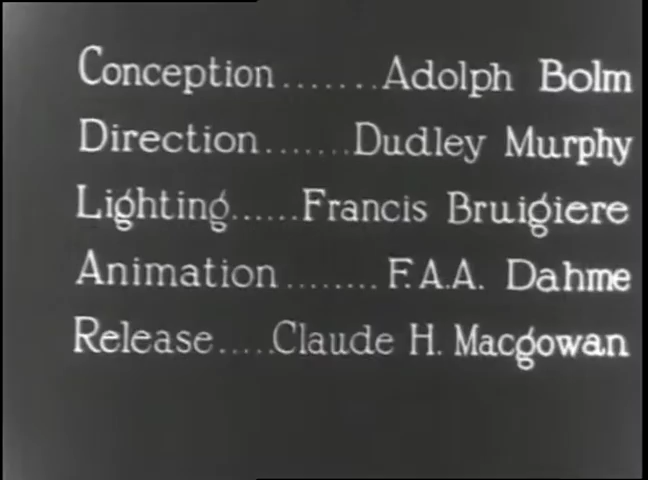 Conception.......Adolph Bolm
Direction.......Dudley Murphy
Lighting......Francis Bruigiere
Animation........F.A.A. Dahme
Release.....Claude H. Macgowan